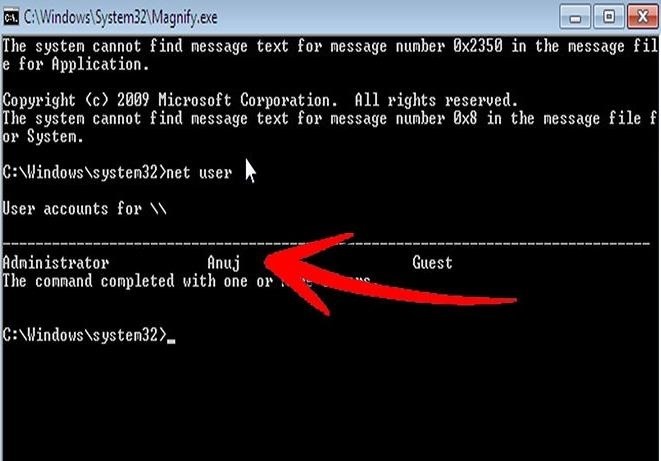 C:\Windows\System32\Magnify.exe
The system cannot find message text for message number 0x2350 in the message fil
e for Application.
Copyright (c) 2009 Microsoft Corporation.  All rights reserved.
The system cannot find message text for message number 0x8 in the message file f
or System.
C:\Windows\system32>net user
User accounts for \\
-------------------------------------------------------------------------------
Administrator            Anuj                     Guest
The command completed with one or
C:\Windows\system32>_